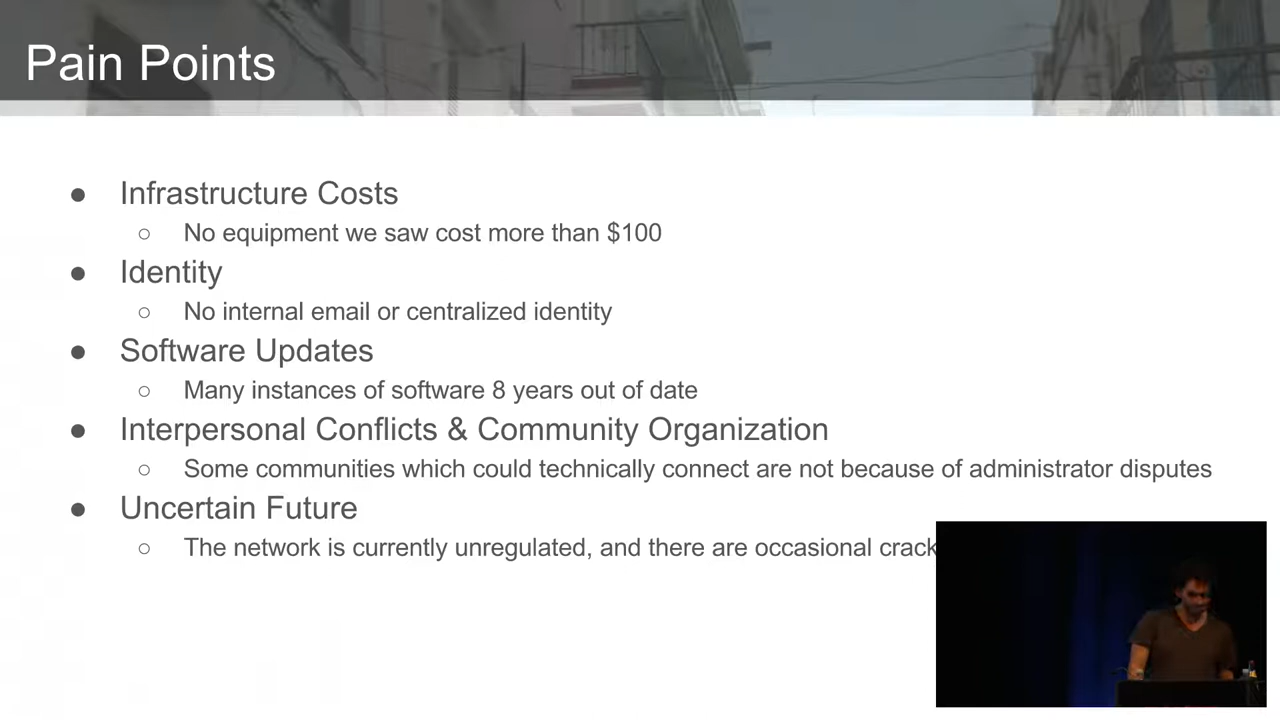 Pain Points
● Infrastructure Costs
○ No equipment we saw cost more than $100
● Identity
○ No internal email or centralized identity
● Software Updates
○ Many instances of software 8 years out of date
● Interpersonal Conflicts & Community Organization
○ Some communities which could technically connect are not because of administrator disputes
● Uncertain Future
○ The network is currently unregulated, and there are occasional crack